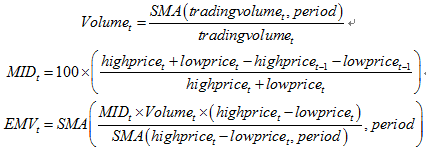 Volume_t = SMA(tradingvolume_t, period) / tradingvolume_t ↵
MID_t = 100 × ((highprice_t + lowprice_t - highprice_{t-1} - lowprice_{t-1}) / (highprice_t + lowprice_t))
EMV_t = SMA((MID_t × Volume_t × (highprice_t - lowprice_t)) / SMA(highprice_t - lowprice_t, period), period)